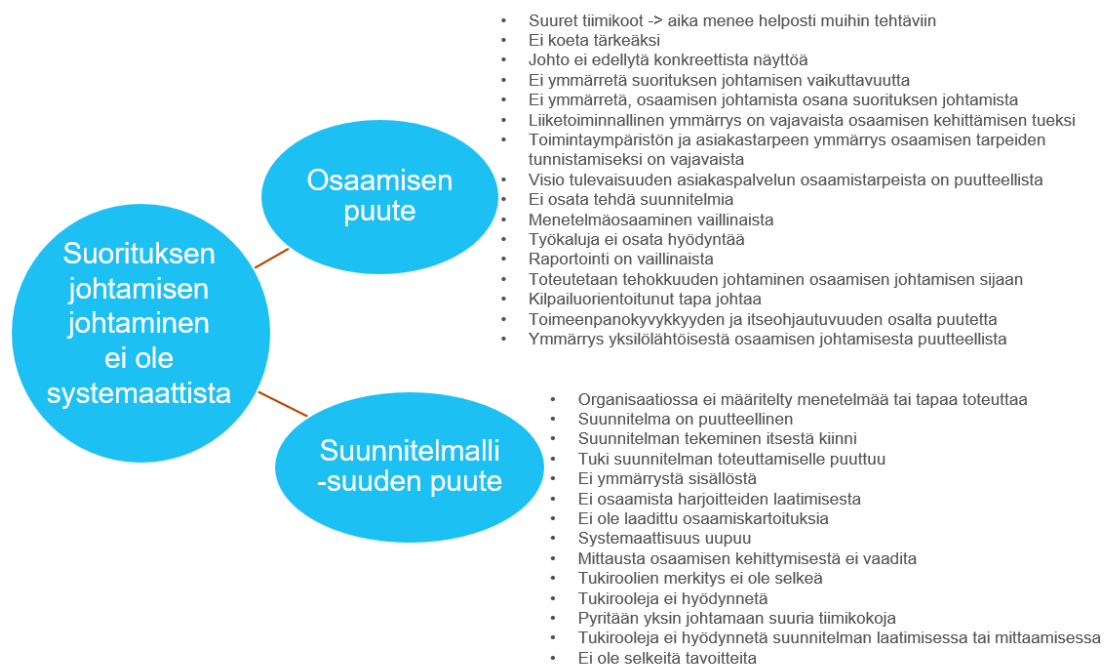 Suorituksen
johtamisen
johtaminen
ei ole
systemaattista
Osaamisen
puute
• Suuret tiimikoot -> aika menee helposti muihin tehtäviin
• Ei koeta tärkeäksi
• Johto ei edellytä konkreettista näyttöä
• Ei ymmärretä suorituksen johtamisen vaikuttavuutta
• Ei ymmärretä, osaamisen johtamista osana suorituksen johtamista
• Liiketoiminnallinen ymmärrys on vajavaista osaamisen kehittämisen tueksi
• Toimintaympäristön ja asiakastarpeen ymmärrys osaamisen tarpeiden
tunnistamiseksi on vajavaista
• Visio tulevaisuuden asiakaspalvelun osaamistarpeista on puutteellista
• Ei osata tehdä suunnitelmia
• Menetelmäosaaminen vaillinaista
• Työkaluja ei osata hyödyntää
• Raportointi on vaillinaista
• Toteutetaan tehokkuuden johtaminen osaamisen johtamisen sijaan
• Kilpailuorientoitunut tapa johtaa
• Toimeenpanokyvykkyyden ja itseohjautuvuuden osalta puutetta
• Ymmärrys yksilölähtöisestä osaamisen johtamisesta puutteellista
Suunnitelmalli
-suuden puute
• Organisaatiossa ei määritelty menetelmää tai tapaa toteuttaa
• Suunnitelma on puutteellinen
• Suunnitelman tekeminen itsestä kiinni
• Tuki suunnitelman toteuttamiselle puuttuu
• Ei ymmärrystä sisällöstä
• Ei osaamista harjoitteiden laatimisesta
• Ei ole laadittu osaamiskartoituksia
• Systemaattisuus uupuu
• Mittausta osaamisen kehittymisestä ei vaadita
• Tukiroolien merkitys ei ole selkeä
• Tukirooleja ei hyödynnetä
• Pyritään yksin johtamaan suuria tiimikokoja
• Tukirooleja ei hyödynnetä suunnitelman laatimisessa tai mittaamisessa
• Ei ole selkeitä tavoitteita